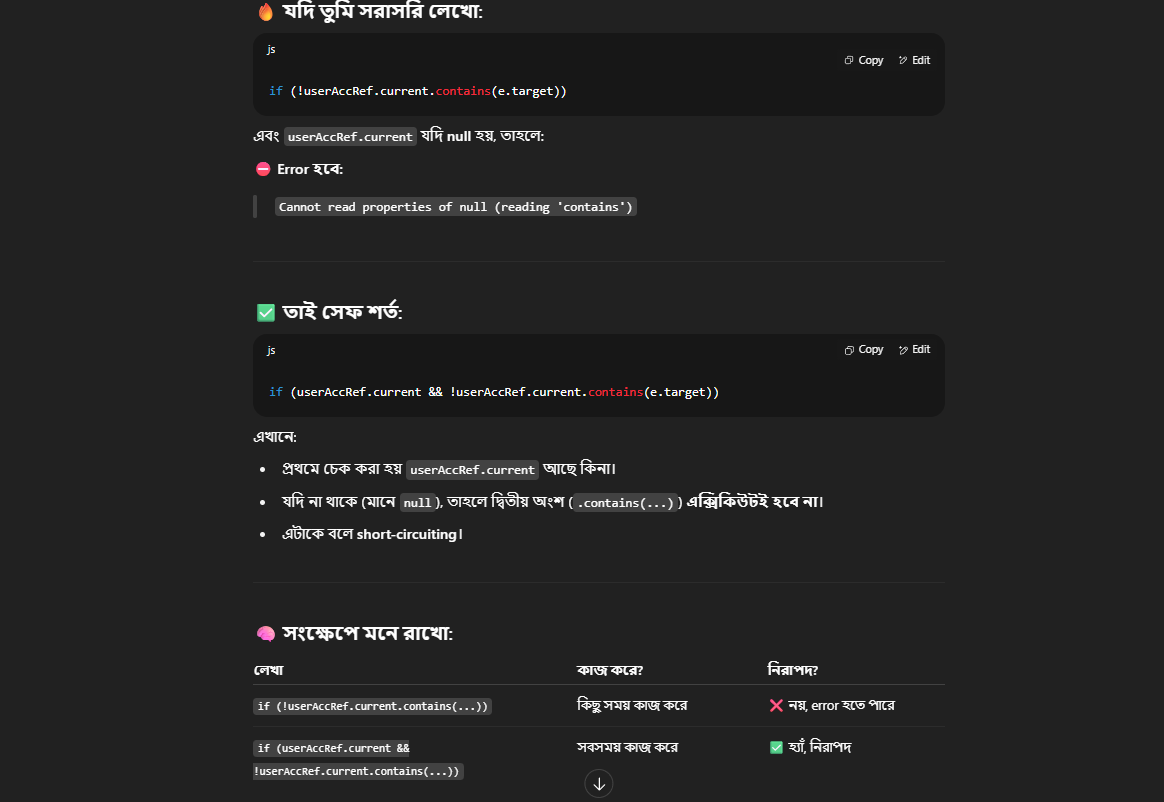 🔥 যদি তুমি সরাসরি লেখো:
js
Copy Edit
if (!userAccRef.current.contains(e.target))
এবং userAccRef.current যদি null হয়, তাহলে:
⛔ Error হবে:
Cannot read properties of null (reading 'contains')
✅ তাই সেফ শর্ত:
js
Copy Edit
if (userAccRef.current && !userAccRef.current.contains(e.target))
এখানে:
• প্রথমে চেক করা হয় userAccRef.current আছে কিনা।
• যদি না থাকে (মানে null), তাহলে দ্বিতীয় অংশ (.contains(...)) এক্সিকিউটই হবে না।
• এটাকে বলে short-circuiting।
🧠 সংক্ষেপে মনে রাখো:
লেখা কাজ করে? নিরাপদ?
if (!userAccRef.current.contains(...)) কিছু সময় কাজ করে ❌ নয়, error হতে পারে
if (userAccRef.current && সবসময় কাজ করে ✅ হ্যাঁ, নিরাপদ
!userAccRef.current.contains(...))